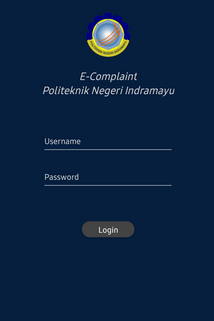 E-Complaint
Politeknik Negeri Indramayu
Username
Password
Login